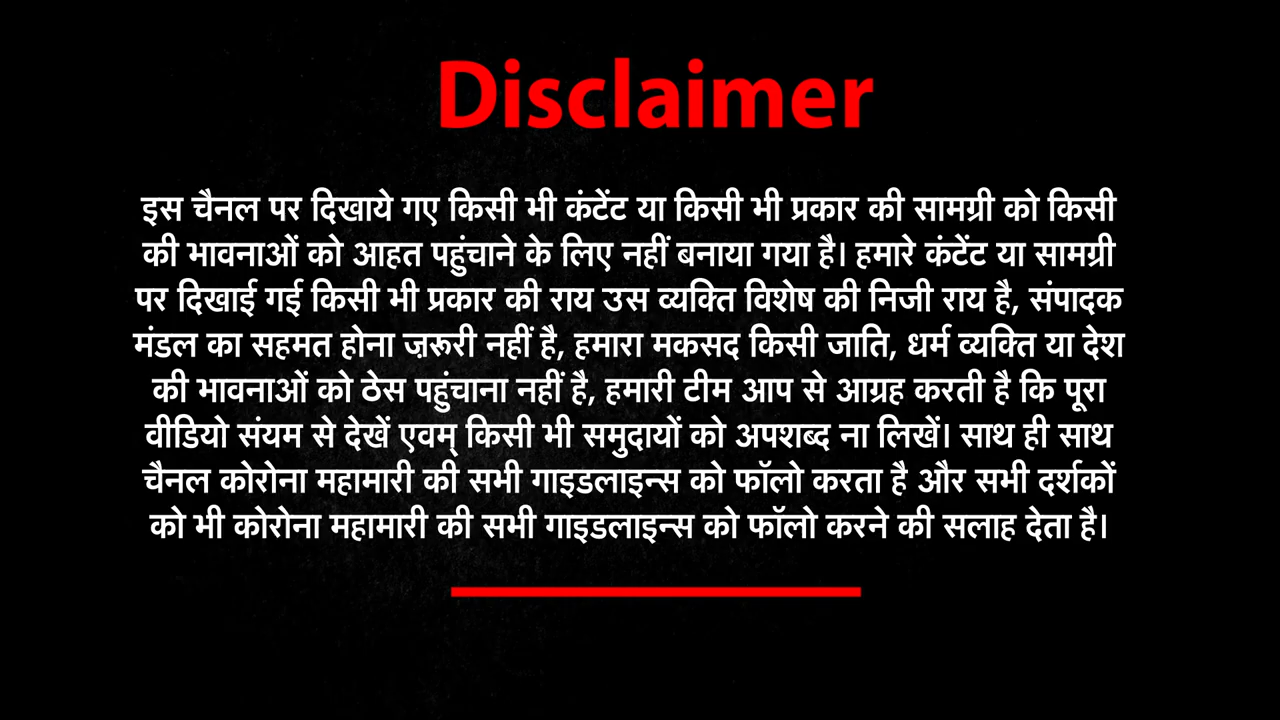 Disclaimer
इस चैनल पर दिखाये गए किसी भी कंटेंट या किसी भी प्रकार की सामग्री को किसी
की भावनाओं को आहत पहुंचाने के लिए नहीं बनाया गया है। हमारे कंटेंट या सामग्री
पर दिखाई गई किसी भी प्रकार की राय उस व्यक्ति विशेष की निजी राय है, संपादक
मंडल का सहमत होना ज़रूरी नहीं है, हमारा मकसद किसी जाति, धर्म व्यक्ति या देश
की भावनाओं को ठेस पहुंचाना नहीं है, हमारी टीम आप से आग्रह करती है कि पूरा
वीडियो संयम से देखें एवम् किसी भी समुदायों को अपशब्द ना लिखें। साथ ही साथ
चैनल कोरोना महामारी की सभी गाइडलाइन्स को फॉलो करता है और सभी दर्शकों
को भी कोरोना महामारी की सभी गाइडलाइन्स को फॉलो करने की सलाह देता है।